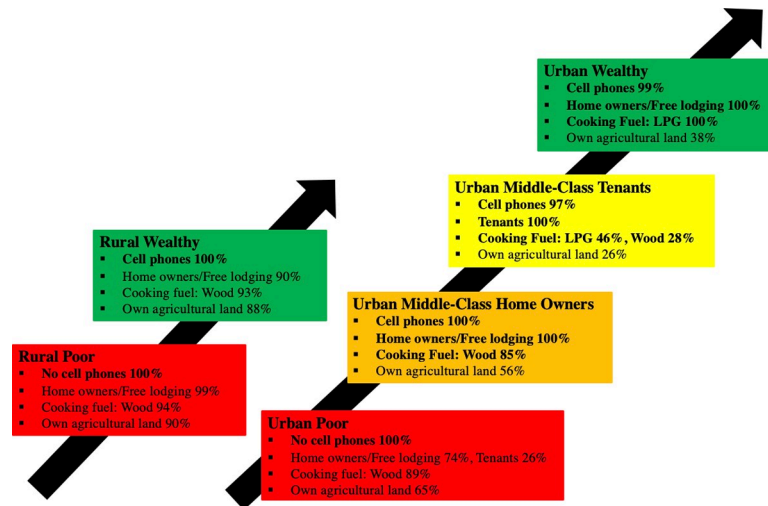 Urban Wealthy
▪ Cell phones 99%
▪ Home owners/Free lodging 100%
▪ Cooking Fuel: LPG 100%
▪ Own agricultural land 38%
Urban Middle-Class Tenants
▪ Cell phones 97%
▪ Tenants 100%
▪ Cooking Fuel: LPG 46%, Wood 28%
▪ Own agricultural land 26%
Rural Wealthy
▪ Cell phones 100%
▪ Home owners/Free lodging 90%
▪ Cooking fuel: Wood 93%
▪ Own agricultural land 88%
Urban Middle-Class Home Owners
▪ Cell phones 100%
▪ Home owners/Free lodging 100%
▪ Cooking Fuel: Wood 85%
▪ Own agricultural land 56%
Rural Poor
▪ No cell phones 100%
▪ Home owners/Free lodging 99%
▪ Cooking fuel: Wood 94%
▪ Own agricultural land 90%
Urban Poor
▪ No cell phones 100%
▪ Home owners/Free lodging 74%, Tenants 26%
▪ Cooking fuel: Wood 89%
▪ Own agricultural land 65%